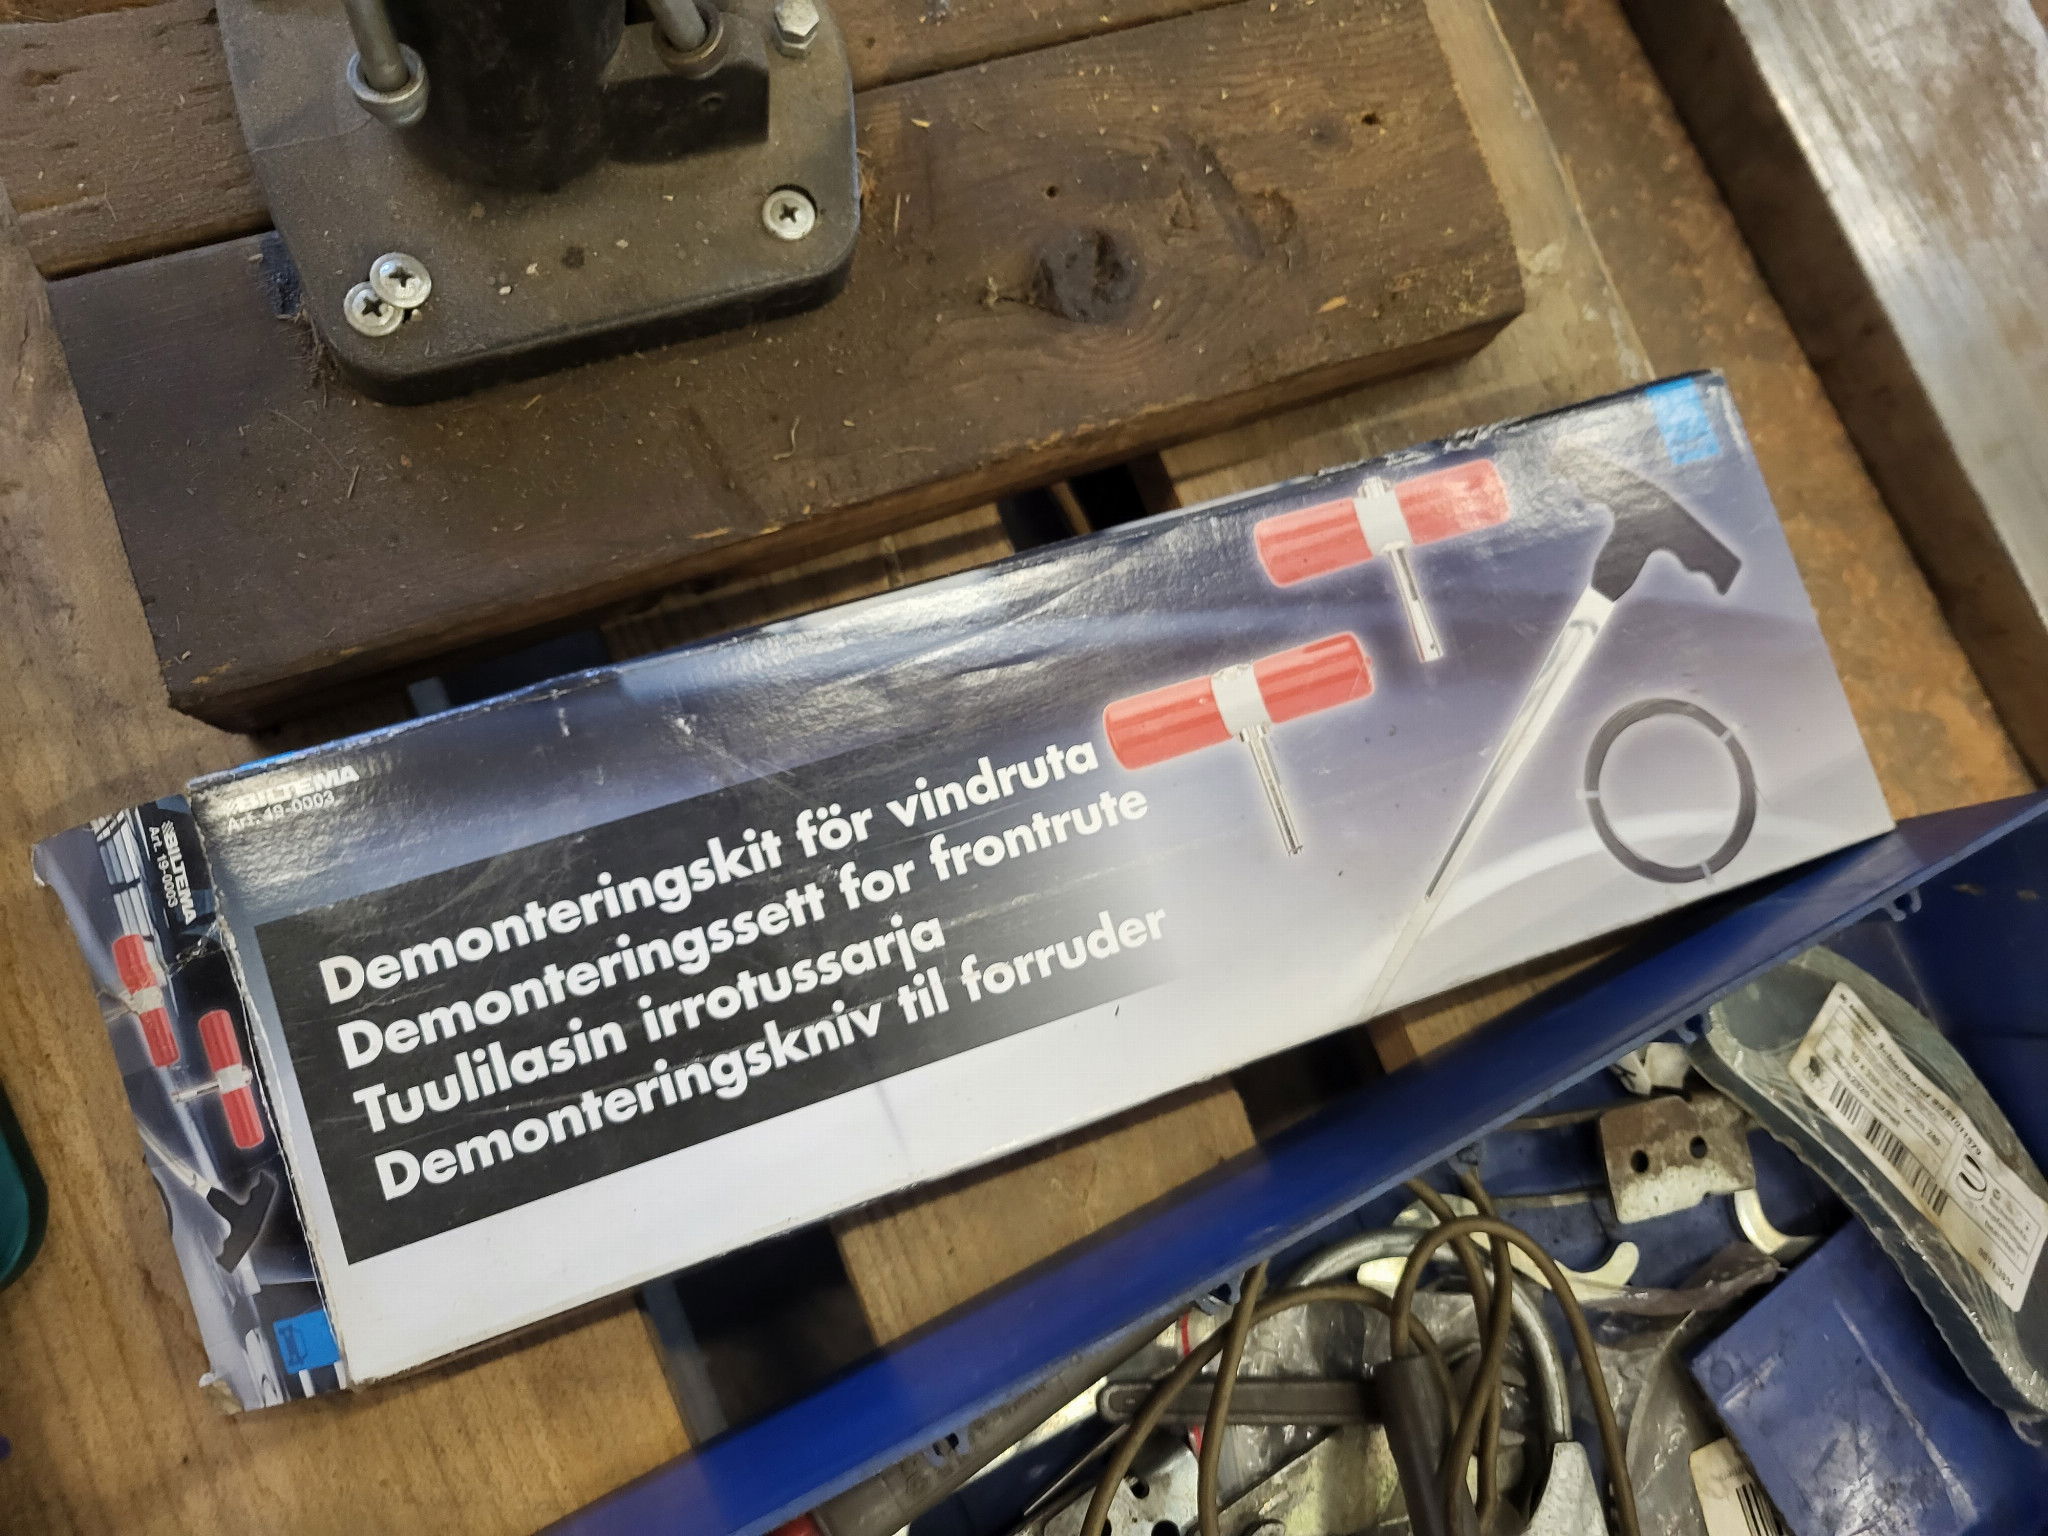 BILTEMA
Art. 19-0003
Demonteringskit för vindruta
Demonteringssett for frontrute
Tuulilasin irrotussarja
Demonteringskniv til forruder
BILTEMA
Art. 19-0003